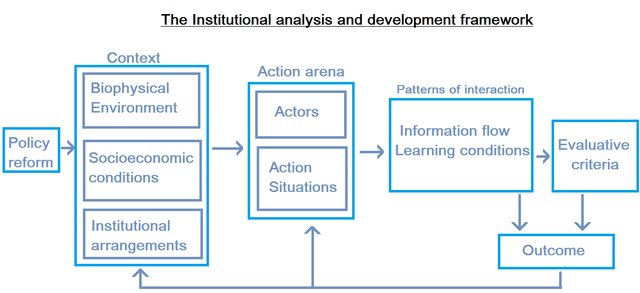 The Institutional analysis and development framework
Context
Action arena
Patterns of interaction
Policy
reform
Biophysical
Environment
Socioeconomic
conditions
Institutional
arrangements
Actors
Action
Situations
Information flow
Learning conditions
Evaluative
criteria
Outcome